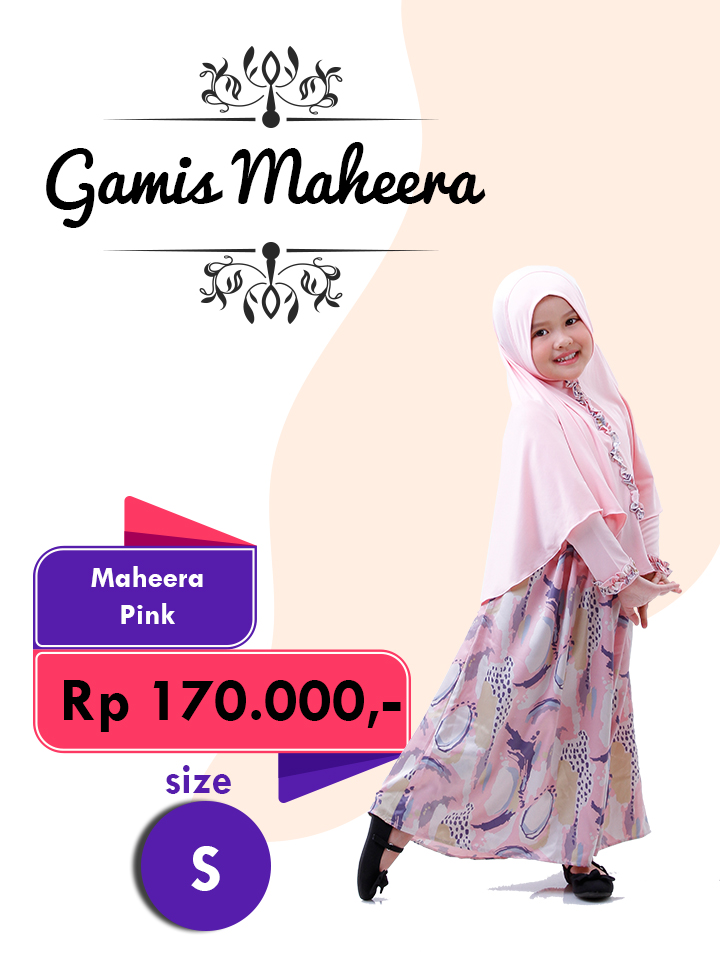 Gamis Maheera
Maheera
Pink
Rp 170.000,-
size
S